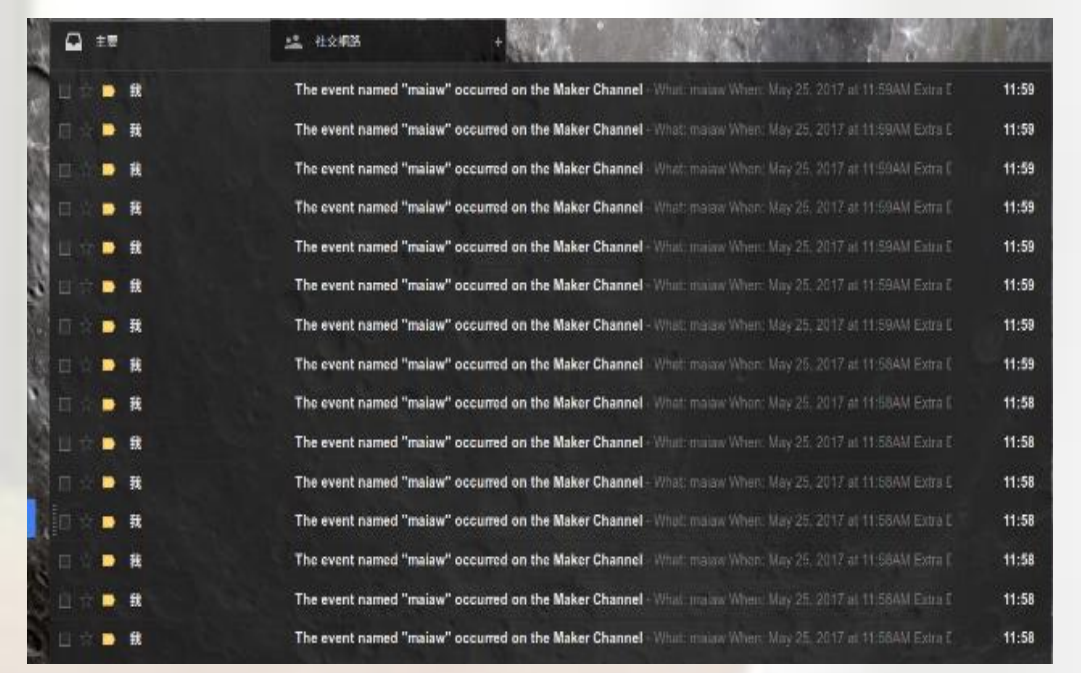 主要 社交網路 +
我 The event named "maiaw" occurred on the Maker Channel - What: maiaw When: May 25, 2017 at 11:59AM Extra D 11:59
我 The event named "maiaw" occurred on the Maker Channel - What: maiaw When: May 25, 2017 at 11:59AM Extra D 11:59
我 The event named "maiaw" occurred on the Maker Channel - What: maiaw When: May 25, 2017 at 11:59AM Extra D 11:59
我 The event named "maiaw" occurred on the Maker Channel - What: maiaw When: May 25, 2017 at 11:59AM Extra D 11:59
我 The event named "maiaw" occurred on the Maker Channel - What: maiaw When: May 25, 2017 at 11:59AM Extra D 11:59
我 The event named "maiaw" occurred on the Maker Channel - What: maiaw When: May 25, 2017 at 11:59AM Extra D 11:59
我 The event named "maiaw" occurred on the Maker Channel - What: maiaw When: May 25, 2017 at 11:59AM Extra D 11:59
我 The event named "maiaw" occurred on the Maker Channel - What: maiaw When: May 25, 2017 at 11:58AM Extra D 11:59
我 The event named "maiaw" occurred on the Maker Channel - What: maiaw When: May 25, 2017 at 11:58AM Extra D 11:58
我 The event named "maiaw" occurred on the Maker Channel - What: maiaw When: May 25, 2017 at 11:58AM Extra D 11:58
我 The event named "maiaw" occurred on the Maker Channel - What: maiaw When: May 25, 2017 at 11:58AM Extra D 11:58
我 The event named "maiaw" occurred on the Maker Channel - What: maiaw When: May 25, 2017 at 11:58AM Extra D 11:58
我 The event named "maiaw" occurred on the Maker Channel - What: maiaw When: May 25, 2017 at 11:58AM Extra D 11:58
我 The event named "maiaw" occurred on the Maker Channel - What: maiaw When: May 25, 2017 at 11:58AM Extra D 11:58
我 The event named "maiaw" occurred on the Maker Channel - What: maiaw When: May 25, 2017 at 11:58AM Extra D 11:58